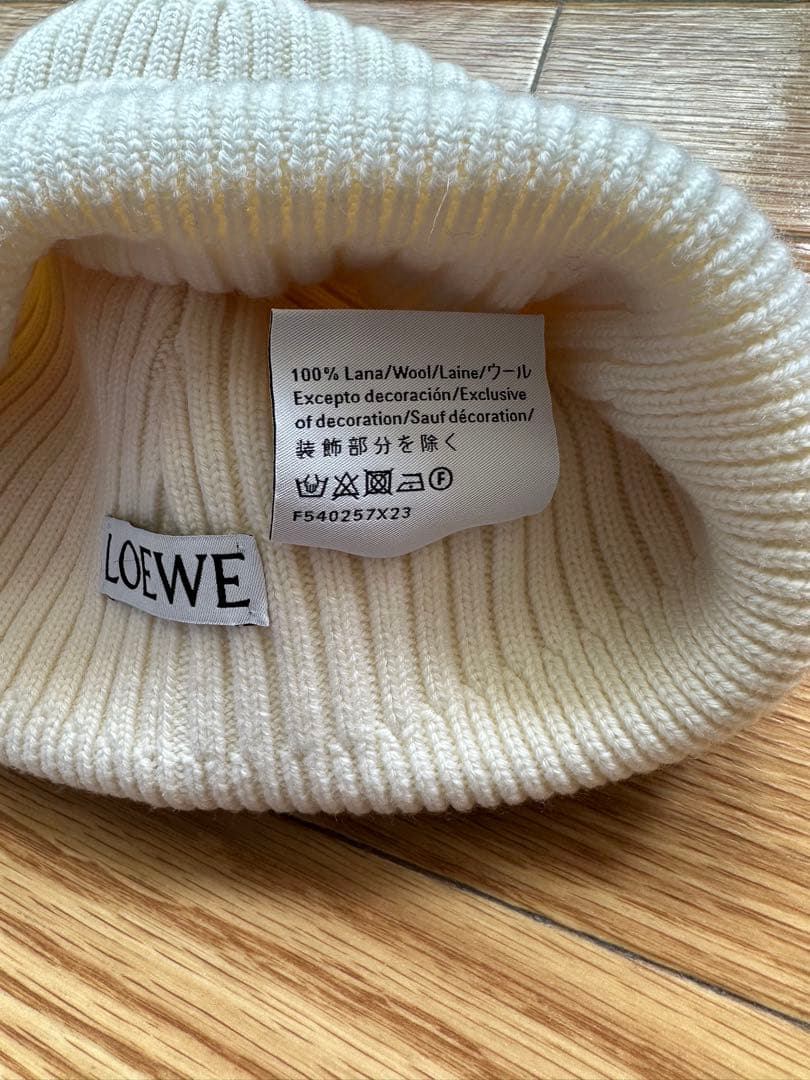 100% Lana/Wool/Laine/ウール
Excepto decoración/Exclusive
of decoration/Sauf décoration/
装飾部分を除く
F
F540257X23
LOEWE